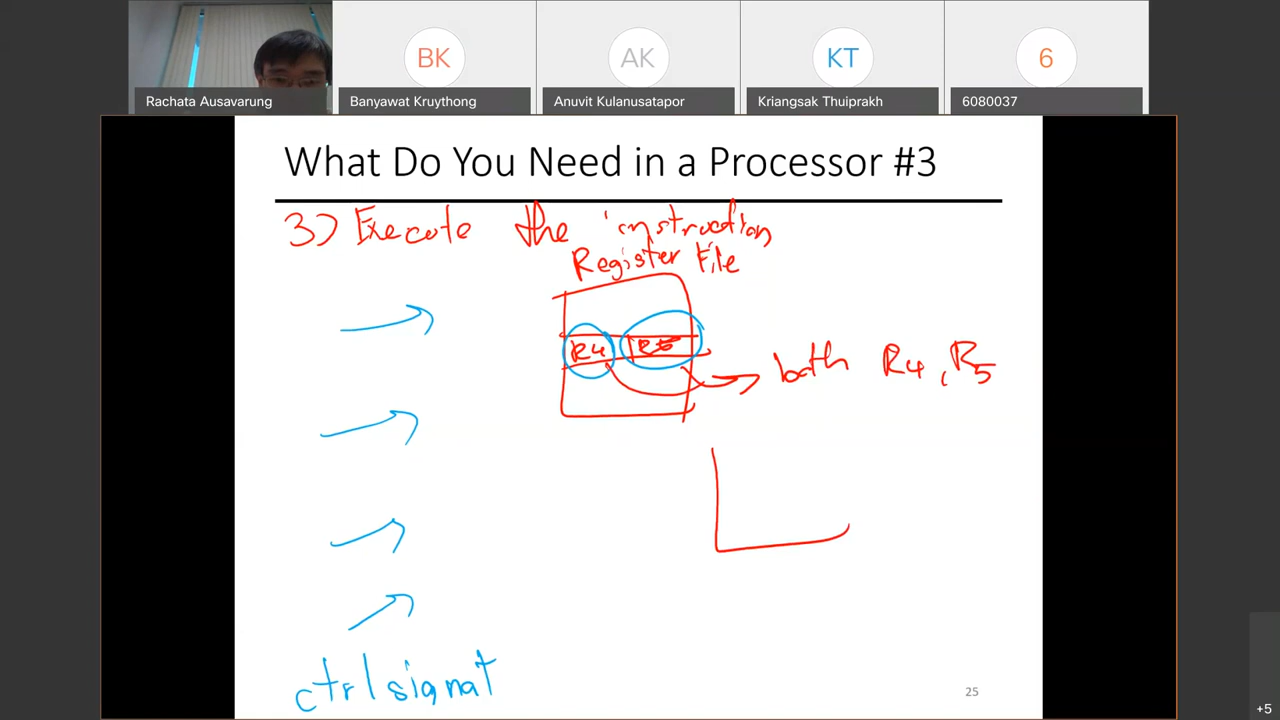 BK
AK
KT
6
Rachata Ausavarung
Banyawat Kruythong
Anuvit Kulanusatapor
Kriangsak Thuiprakh
6080037
What Do You Need in a Processor #3
3) Execute the instruction
Register File
R4 R5
both R4, R5
ctrl signal
25
+5